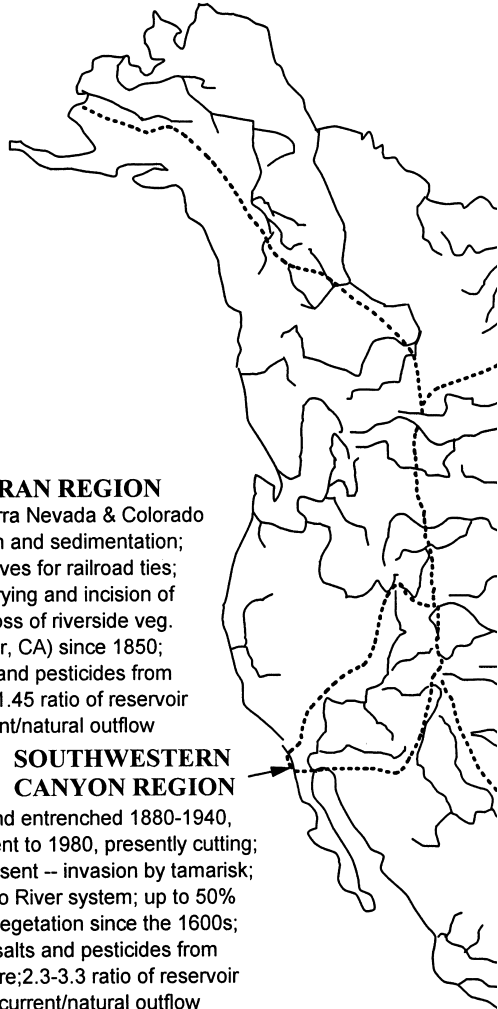 RAN REGION
rra Nevada & Colorado
n and sedimentation;
ves for railroad ties;
rying and incision of
oss of riverside veg.
r, CA) since 1850;
and pesticides from
1.45 ratio of reservoir
nt/natural outflow
SOUTHWESTERN
CANYON REGION
nd entrenched 1880-1940,
ent to 1980, presently cutting;
sent -- invasion by tamarisk;
o River system; up to 50%
egetation since the 1600s;
salts and pesticides from
re;2.3-3.3 ratio of reservoir
current/natural outflow